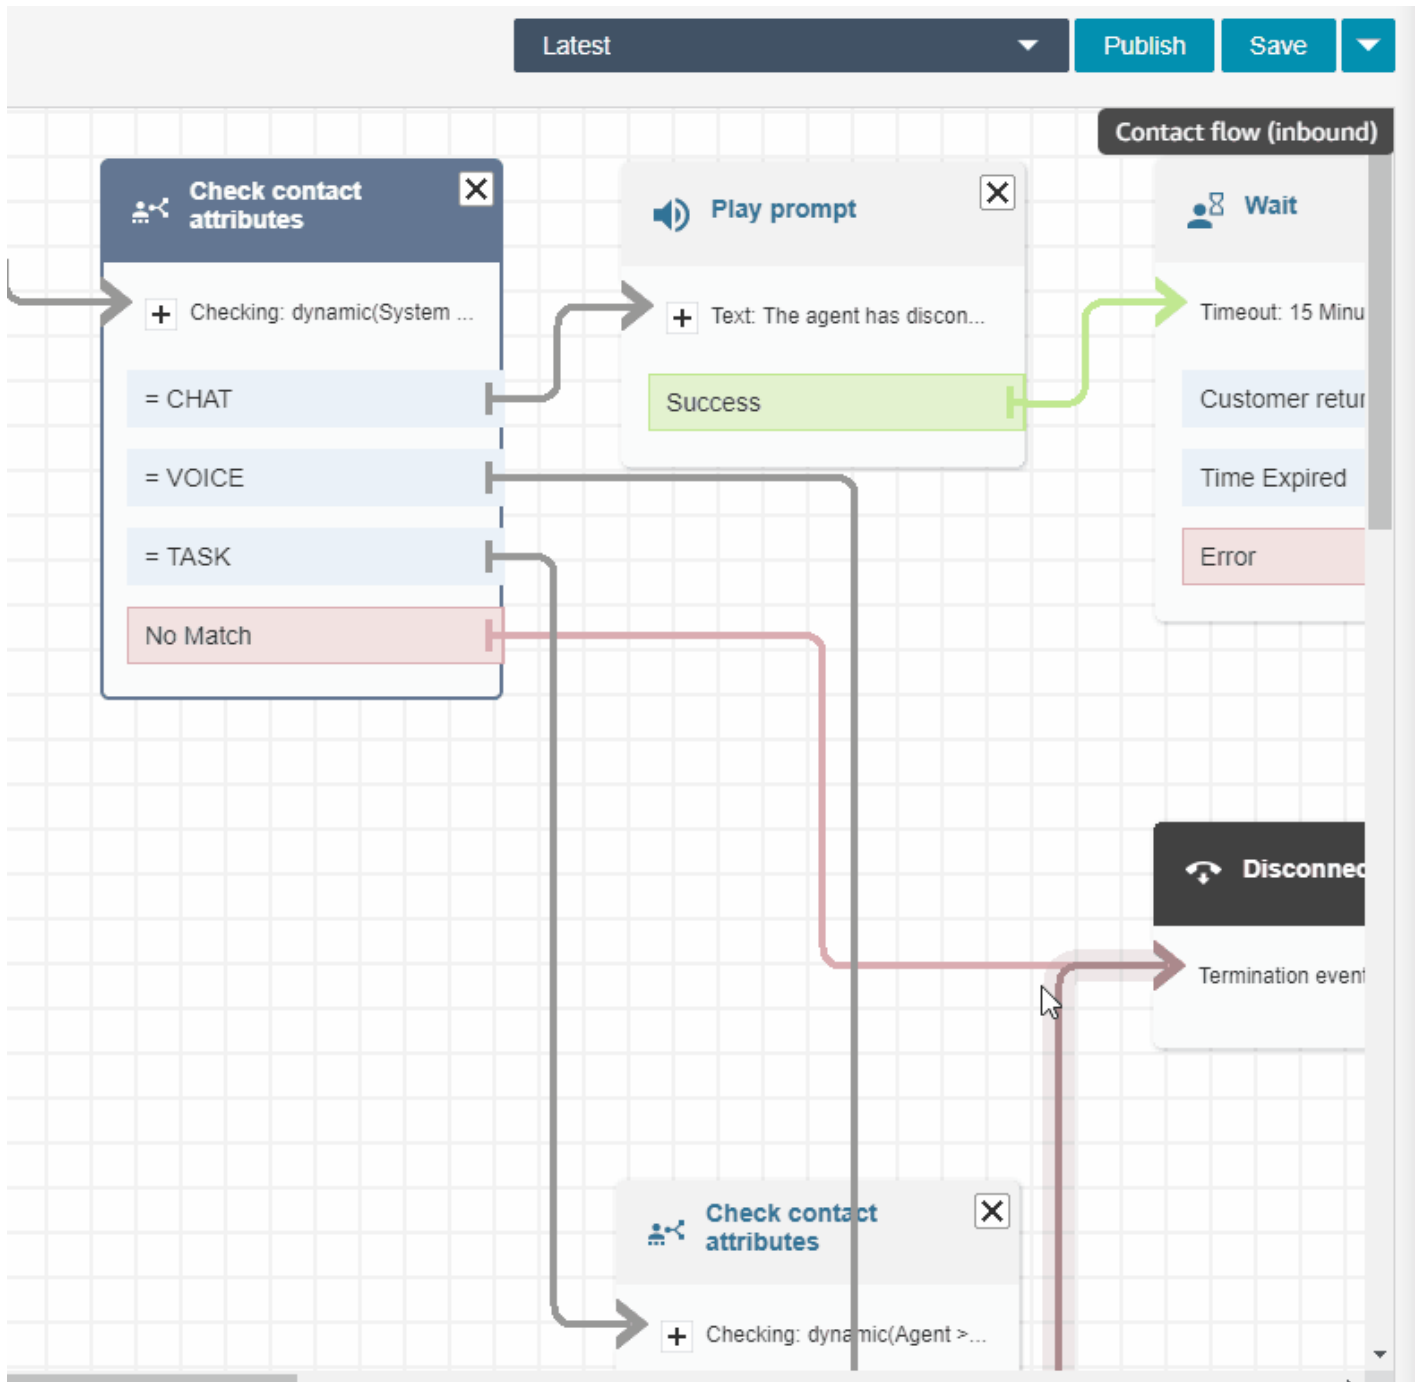 Latest
Publish
Save
Contact flow (inbound)
Check contact
attributes
Checking: dynamic(System ...
= CHAT
= VOICE
= TASK
No Match
Play prompt
Text: The agent has discon...
Success
Wait
Timeout: 15 Minu
Customer retur
Time Expired
Error
Disconnec
Termination event
Check contact
attributes
Checking: dynamic(Agent >...